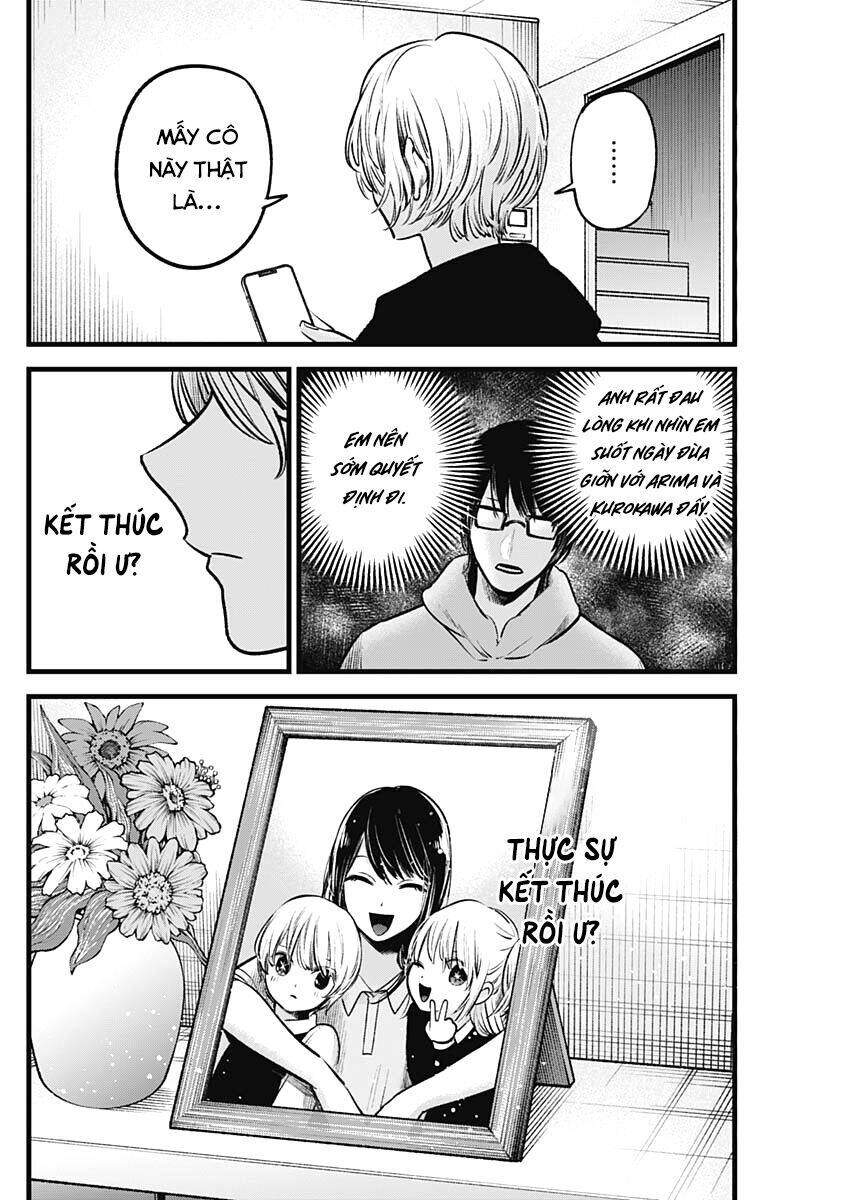 ......
MẤY CÔ
NÀY THẬT
LÀ...
ANH RẤT ĐAU
LÒNG KHI NHÌN EM
SUỐT NGÀY ĐÙA
GIỠN VỚI ARIMA VÀ
KUROKAWA ĐẤY.
EM NÊN
SỚM QUYẾT
ĐỊNH ĐI.
KẾT THÚC
RỒI Ư?
THỰC SỰ
KẾT THÚC
RỒI Ư?